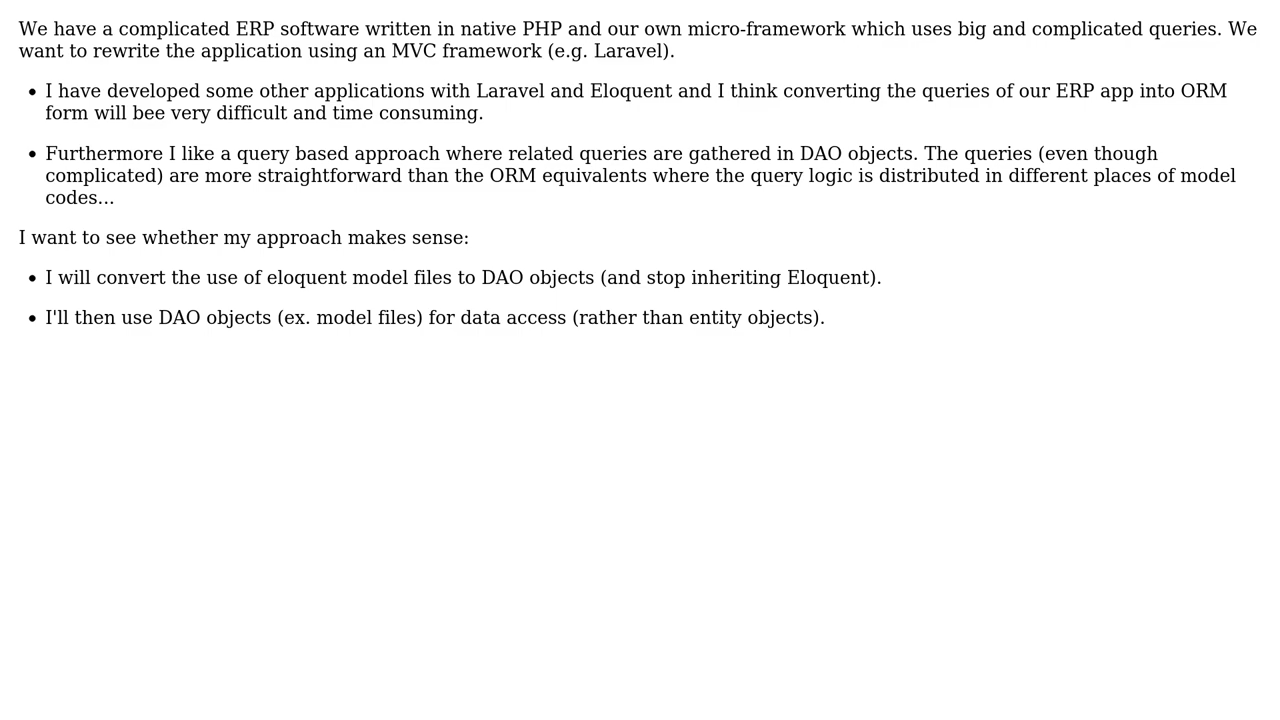 We have a complicated ERP software written in native PHP and our own micro-framework which uses big and complicated queries. We
want to rewrite the application using an MVC framework (e.g. Laravel).
• I have developed some other applications with Laravel and Eloquent and I think converting the queries of our ERP app into ORM
form will bee very difficult and time consuming.
• Furthermore I like a query based approach where related queries are gathered in DAO objects. The queries (even though
complicated) are more straightforward than the ORM equivalents where the query logic is distributed in different places of model
codes...
I want to see whether my approach makes sense:
• I will convert the use of eloquent model files to DAO objects (and stop inheriting Eloquent).
• I'll then use DAO objects (ex. model files) for data access (rather than entity objects).